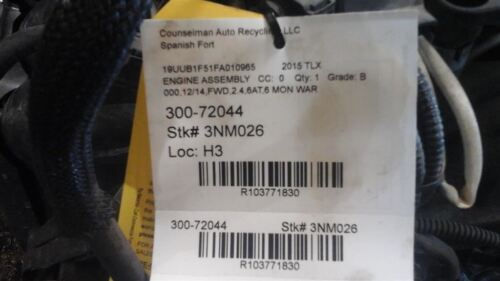 Counselman Auto Recycling, LLC
Spanish Fort
19UUB1F51FA010965 2015 TLX
ENGINE ASSEMBLY CC: 0 Qty: 1 Grade: B
000,12/14,FWD,2.4,6AT,6 MON WAR
300-72044
Stk# 3NM026
Loc: H3
R103771830
300-72044 Stk# 3NM026
R103771830